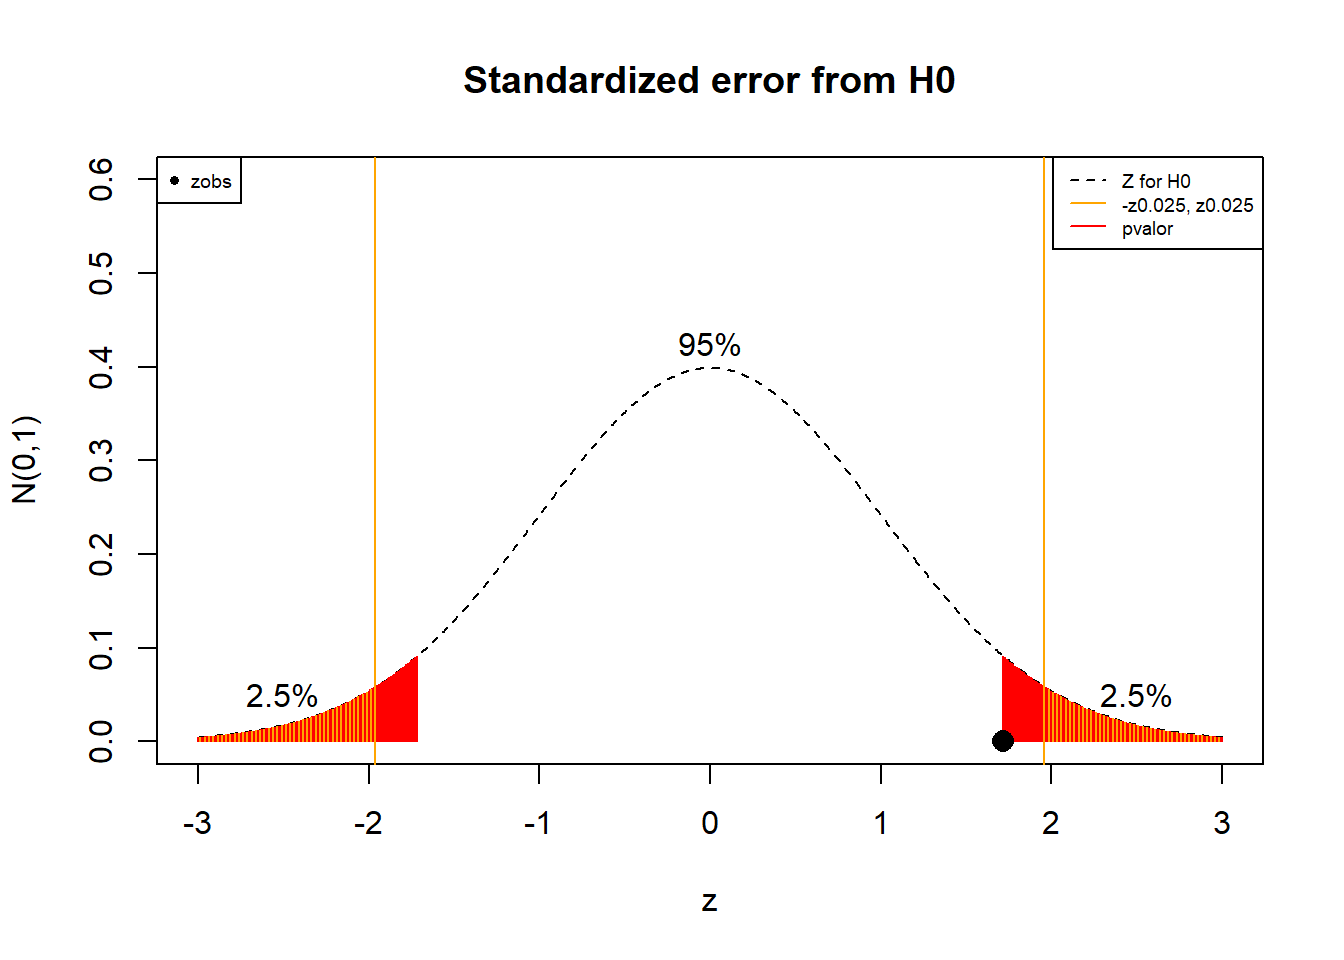 Standardized error from H0
zobs
Z for H0
-z0.025, z0.025
pvalor
N(0,1)
0.6
0.5
0.4
0.3
0.2
0.1
0.0
95%
2.5%
2.5%
-3 -2 -1 0 1 2 3
z